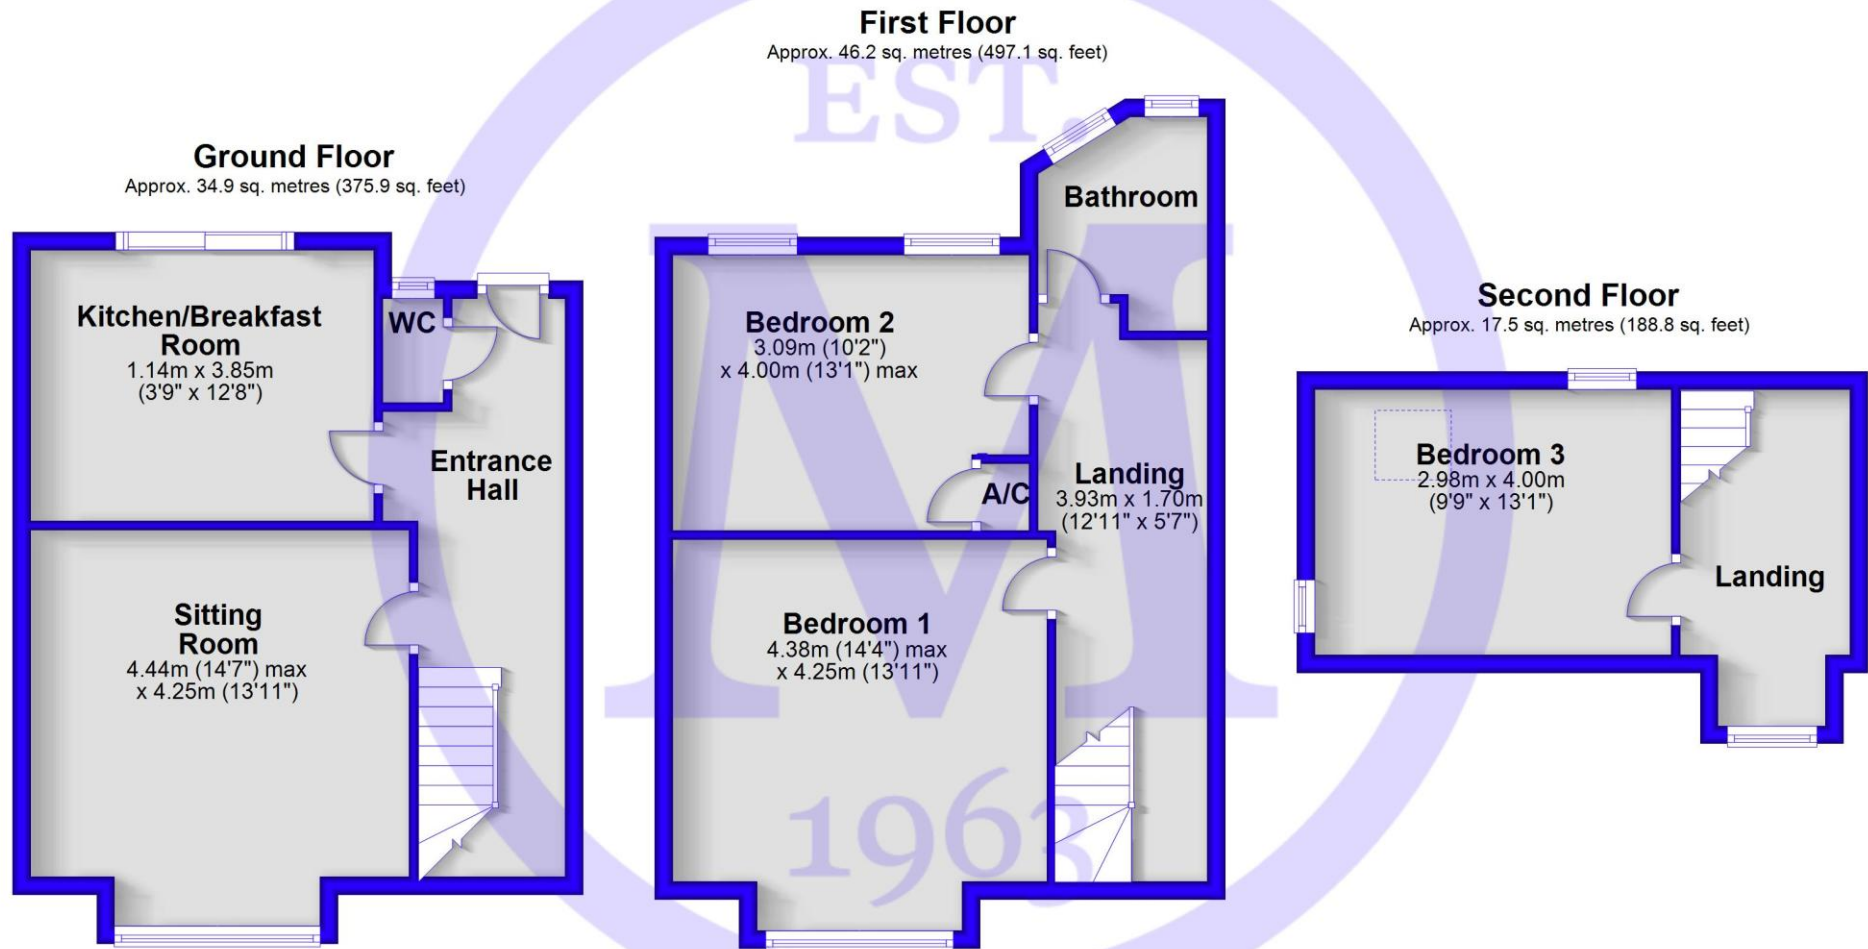 First Floor
Approx. 46.2 sq. metres (497.1 sq. feet)
EST.
Ground Floor
Approx. 34.9 sq. metres (375.9 sq. feet)
Bathroom
Kitchen/Breakfast
Room
1.14m x 3.85m
(3'9" x 12'8")
WC
Entrance
Hall
Sitting
Room
4.44m (14'7") max
x 4.25m (13'11")
Bedroom 2
3.09m (10'2")
x 4.00m (13'1") max
A/C
Landing
3.93m x 1.70m
(12'11" x 5'7")
Bedroom 1
4.38m (14'4") max
x 4.25m (13'11")
M
1963
Second Floor
Approx. 17.5 sq. metres (188.8 sq. feet)
Bedroom 3
2.98m x 4.00m
(9'9" x 13'1")
Landing